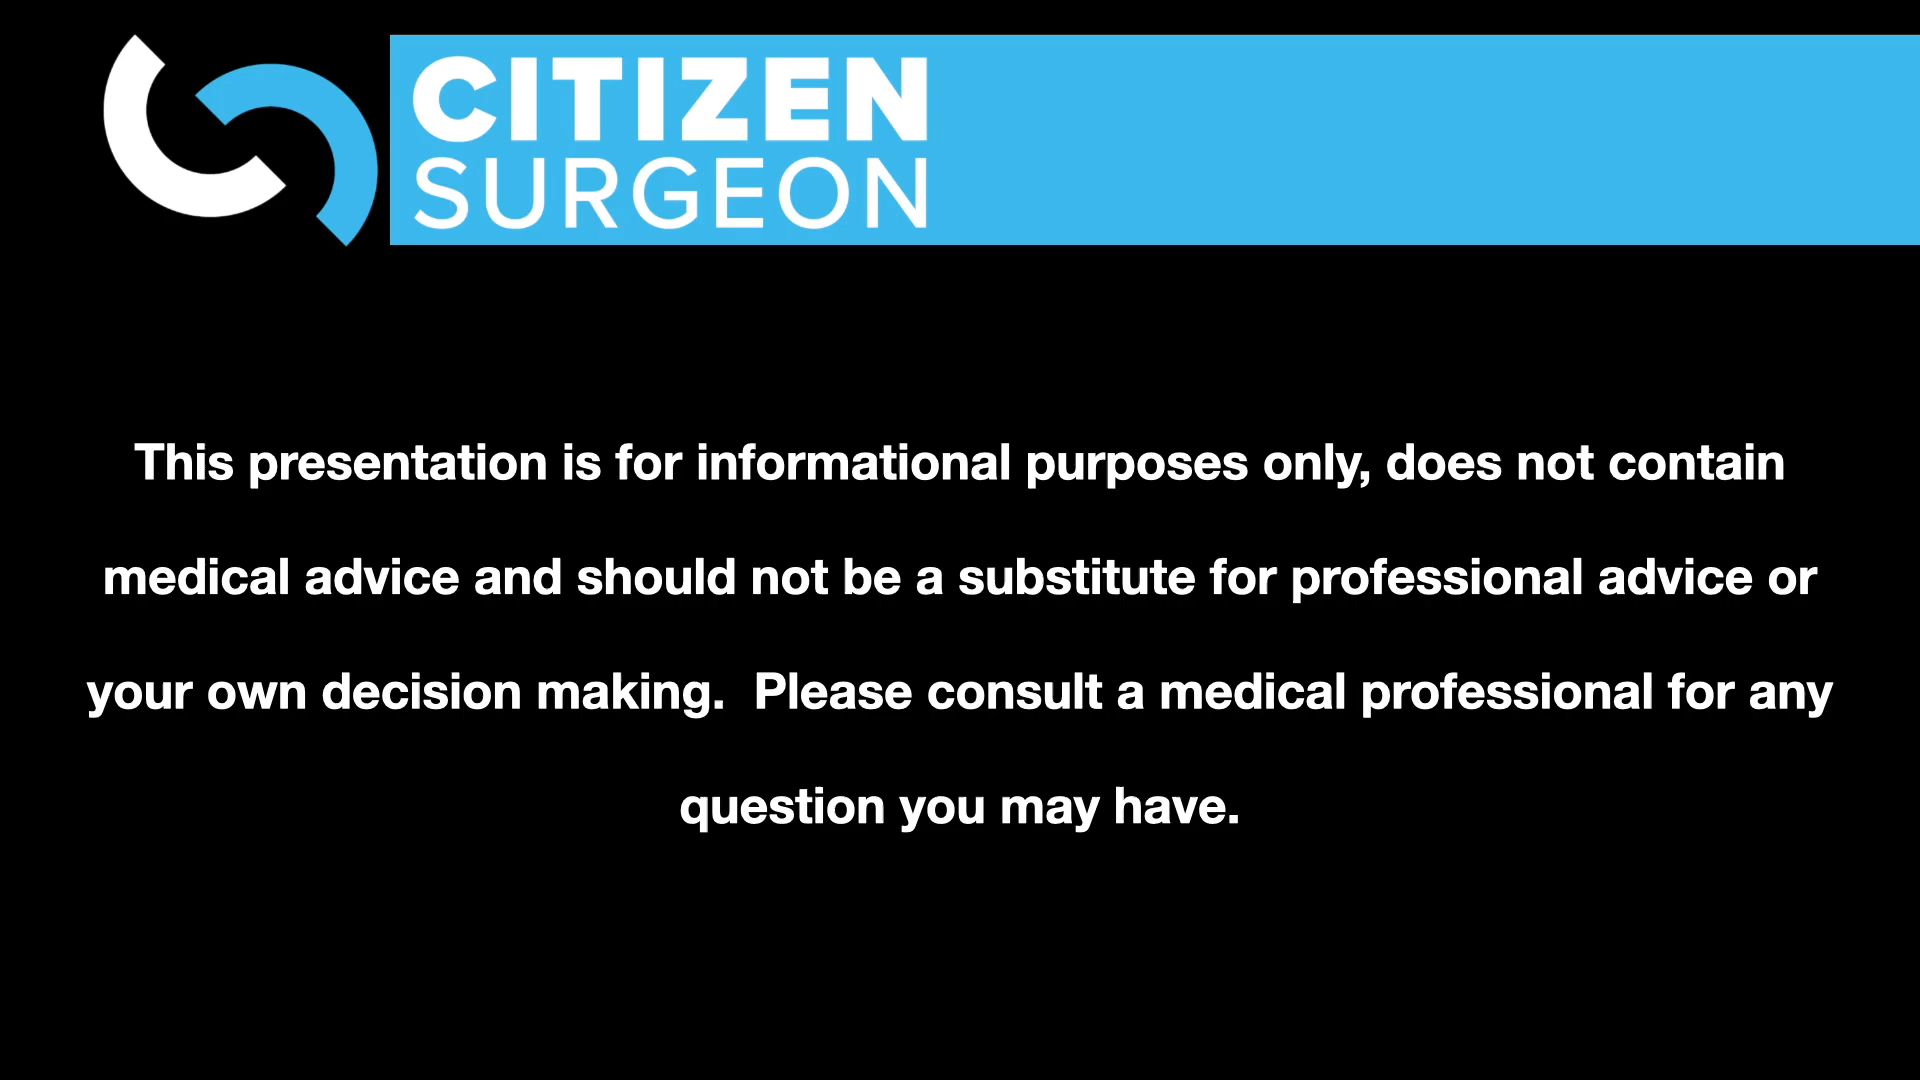 CITIZEN
SURGEON
This presentation is for informational purposes only, does not contain
medical advice and should not be a substitute for professional advice or
your own decision making.  Please consult a medical professional for any
question you may have.